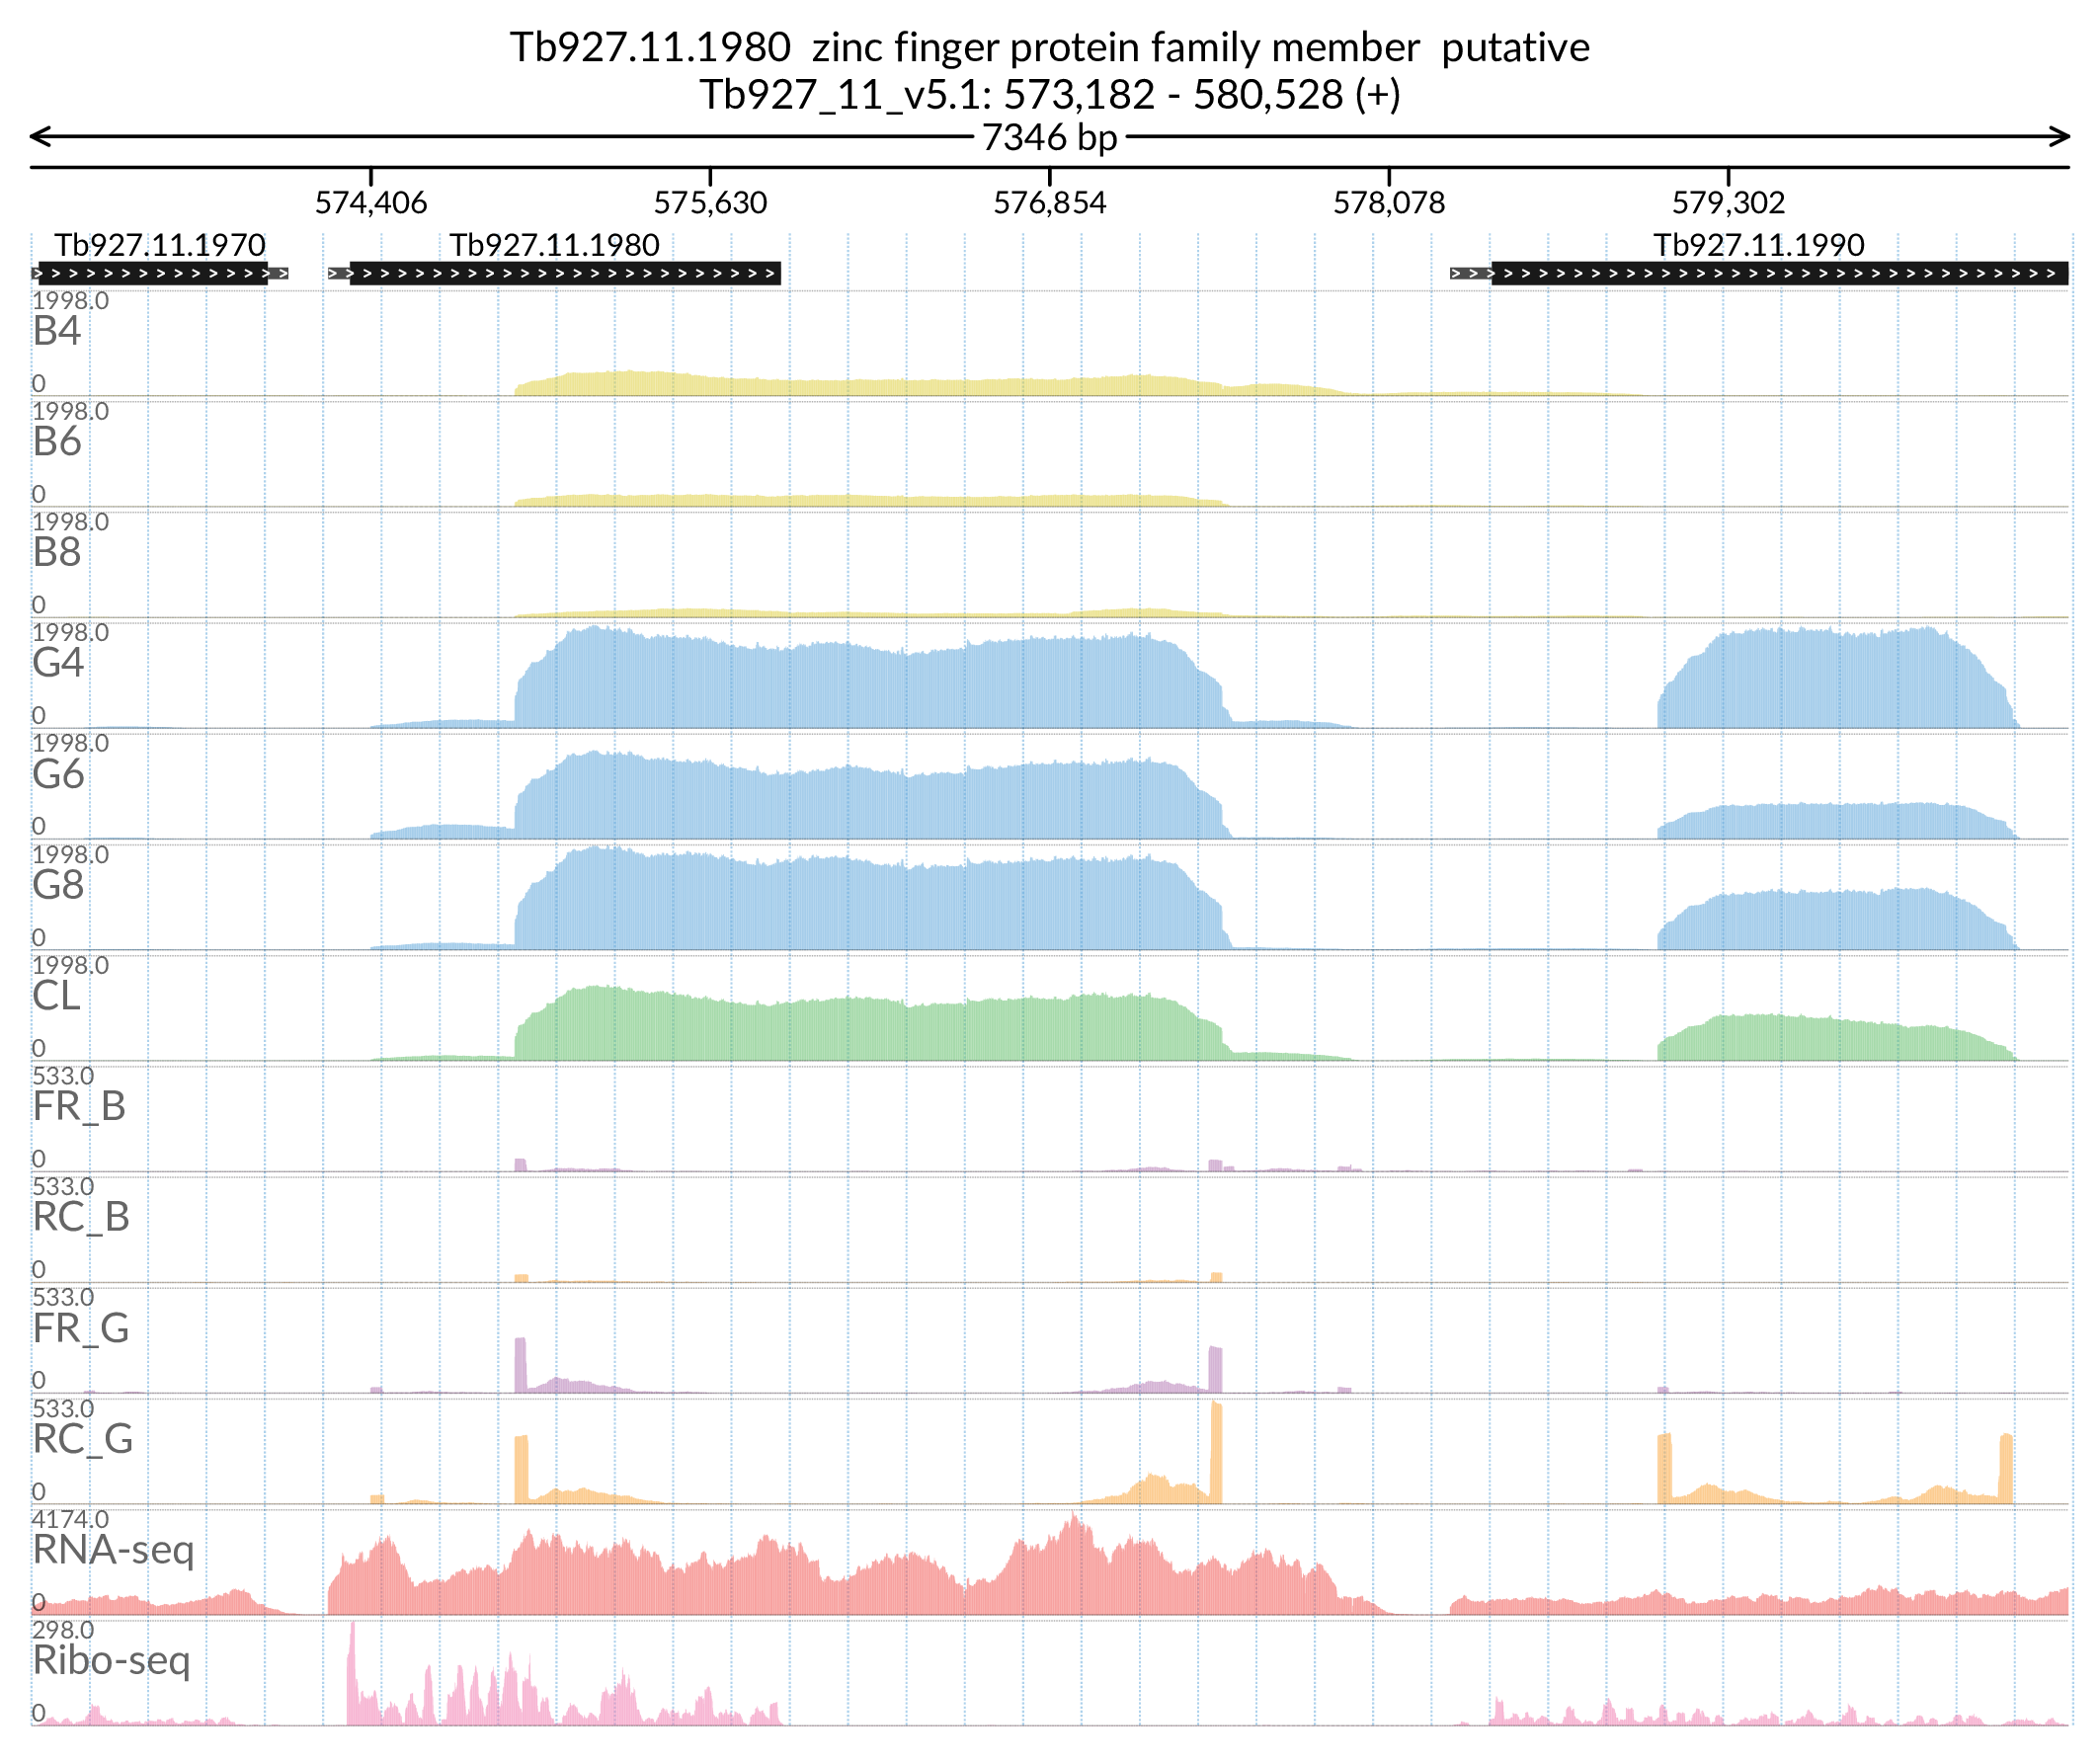 Tb927.11.1980  zinc finger protein family member  putative
Tb927_11_v5.1: 573,182 - 580,528 (+)
7346 bp
574,406 575,630 576,854 578,078 579,302
Tb927.11.1970 Tb927.11.1980 Tb927.11.1990
1998.0
B4
0
1998.0
B6
0
1998.0
B8
0
1998.0
G4
0
1998.0
G6
0
1998.0
G8
0
1998.0
CL
0
533.0
FR_B
0
533.0
RC_B
0
533.0
FR_G
0
533.0
RC_G
0
4174.0
RNA-seq
0
298.0
Ribo-seq
0